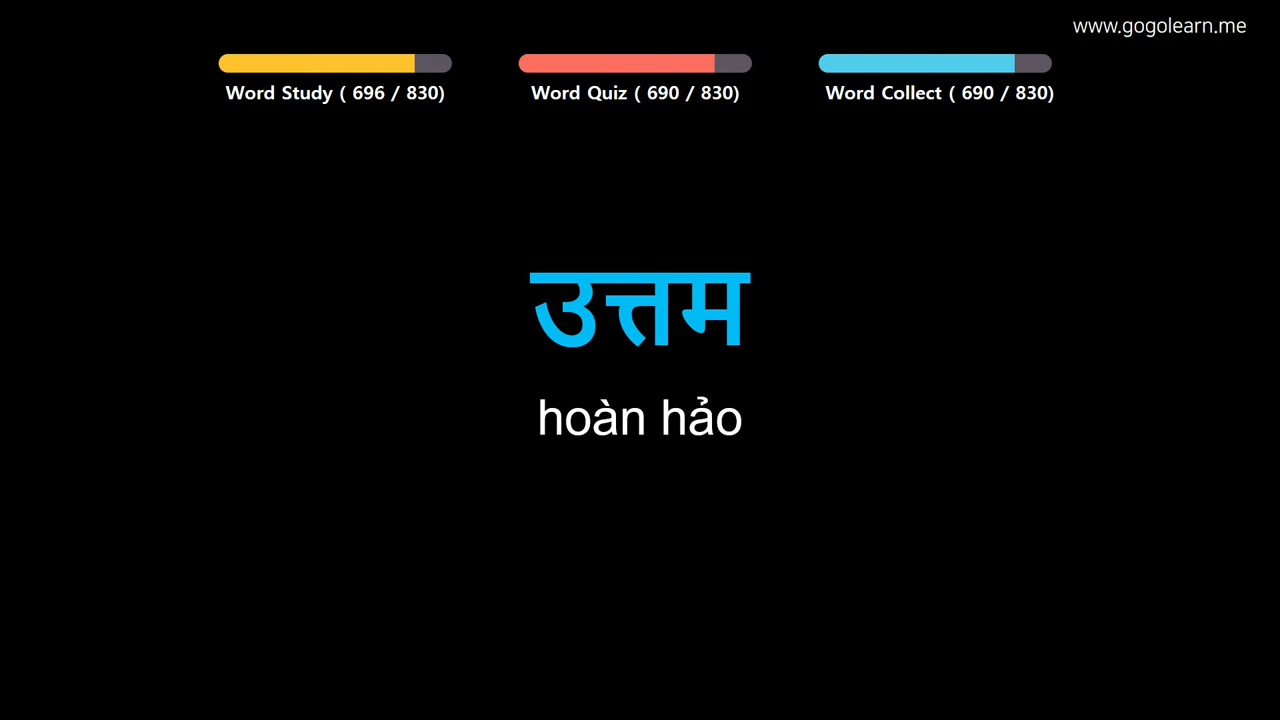 www.gogolearn.me
Word Study ( 696 / 830)
Word Quiz ( 690 / 830)
Word Collect ( 690 / 830)
उत्तम
hoàn hảo